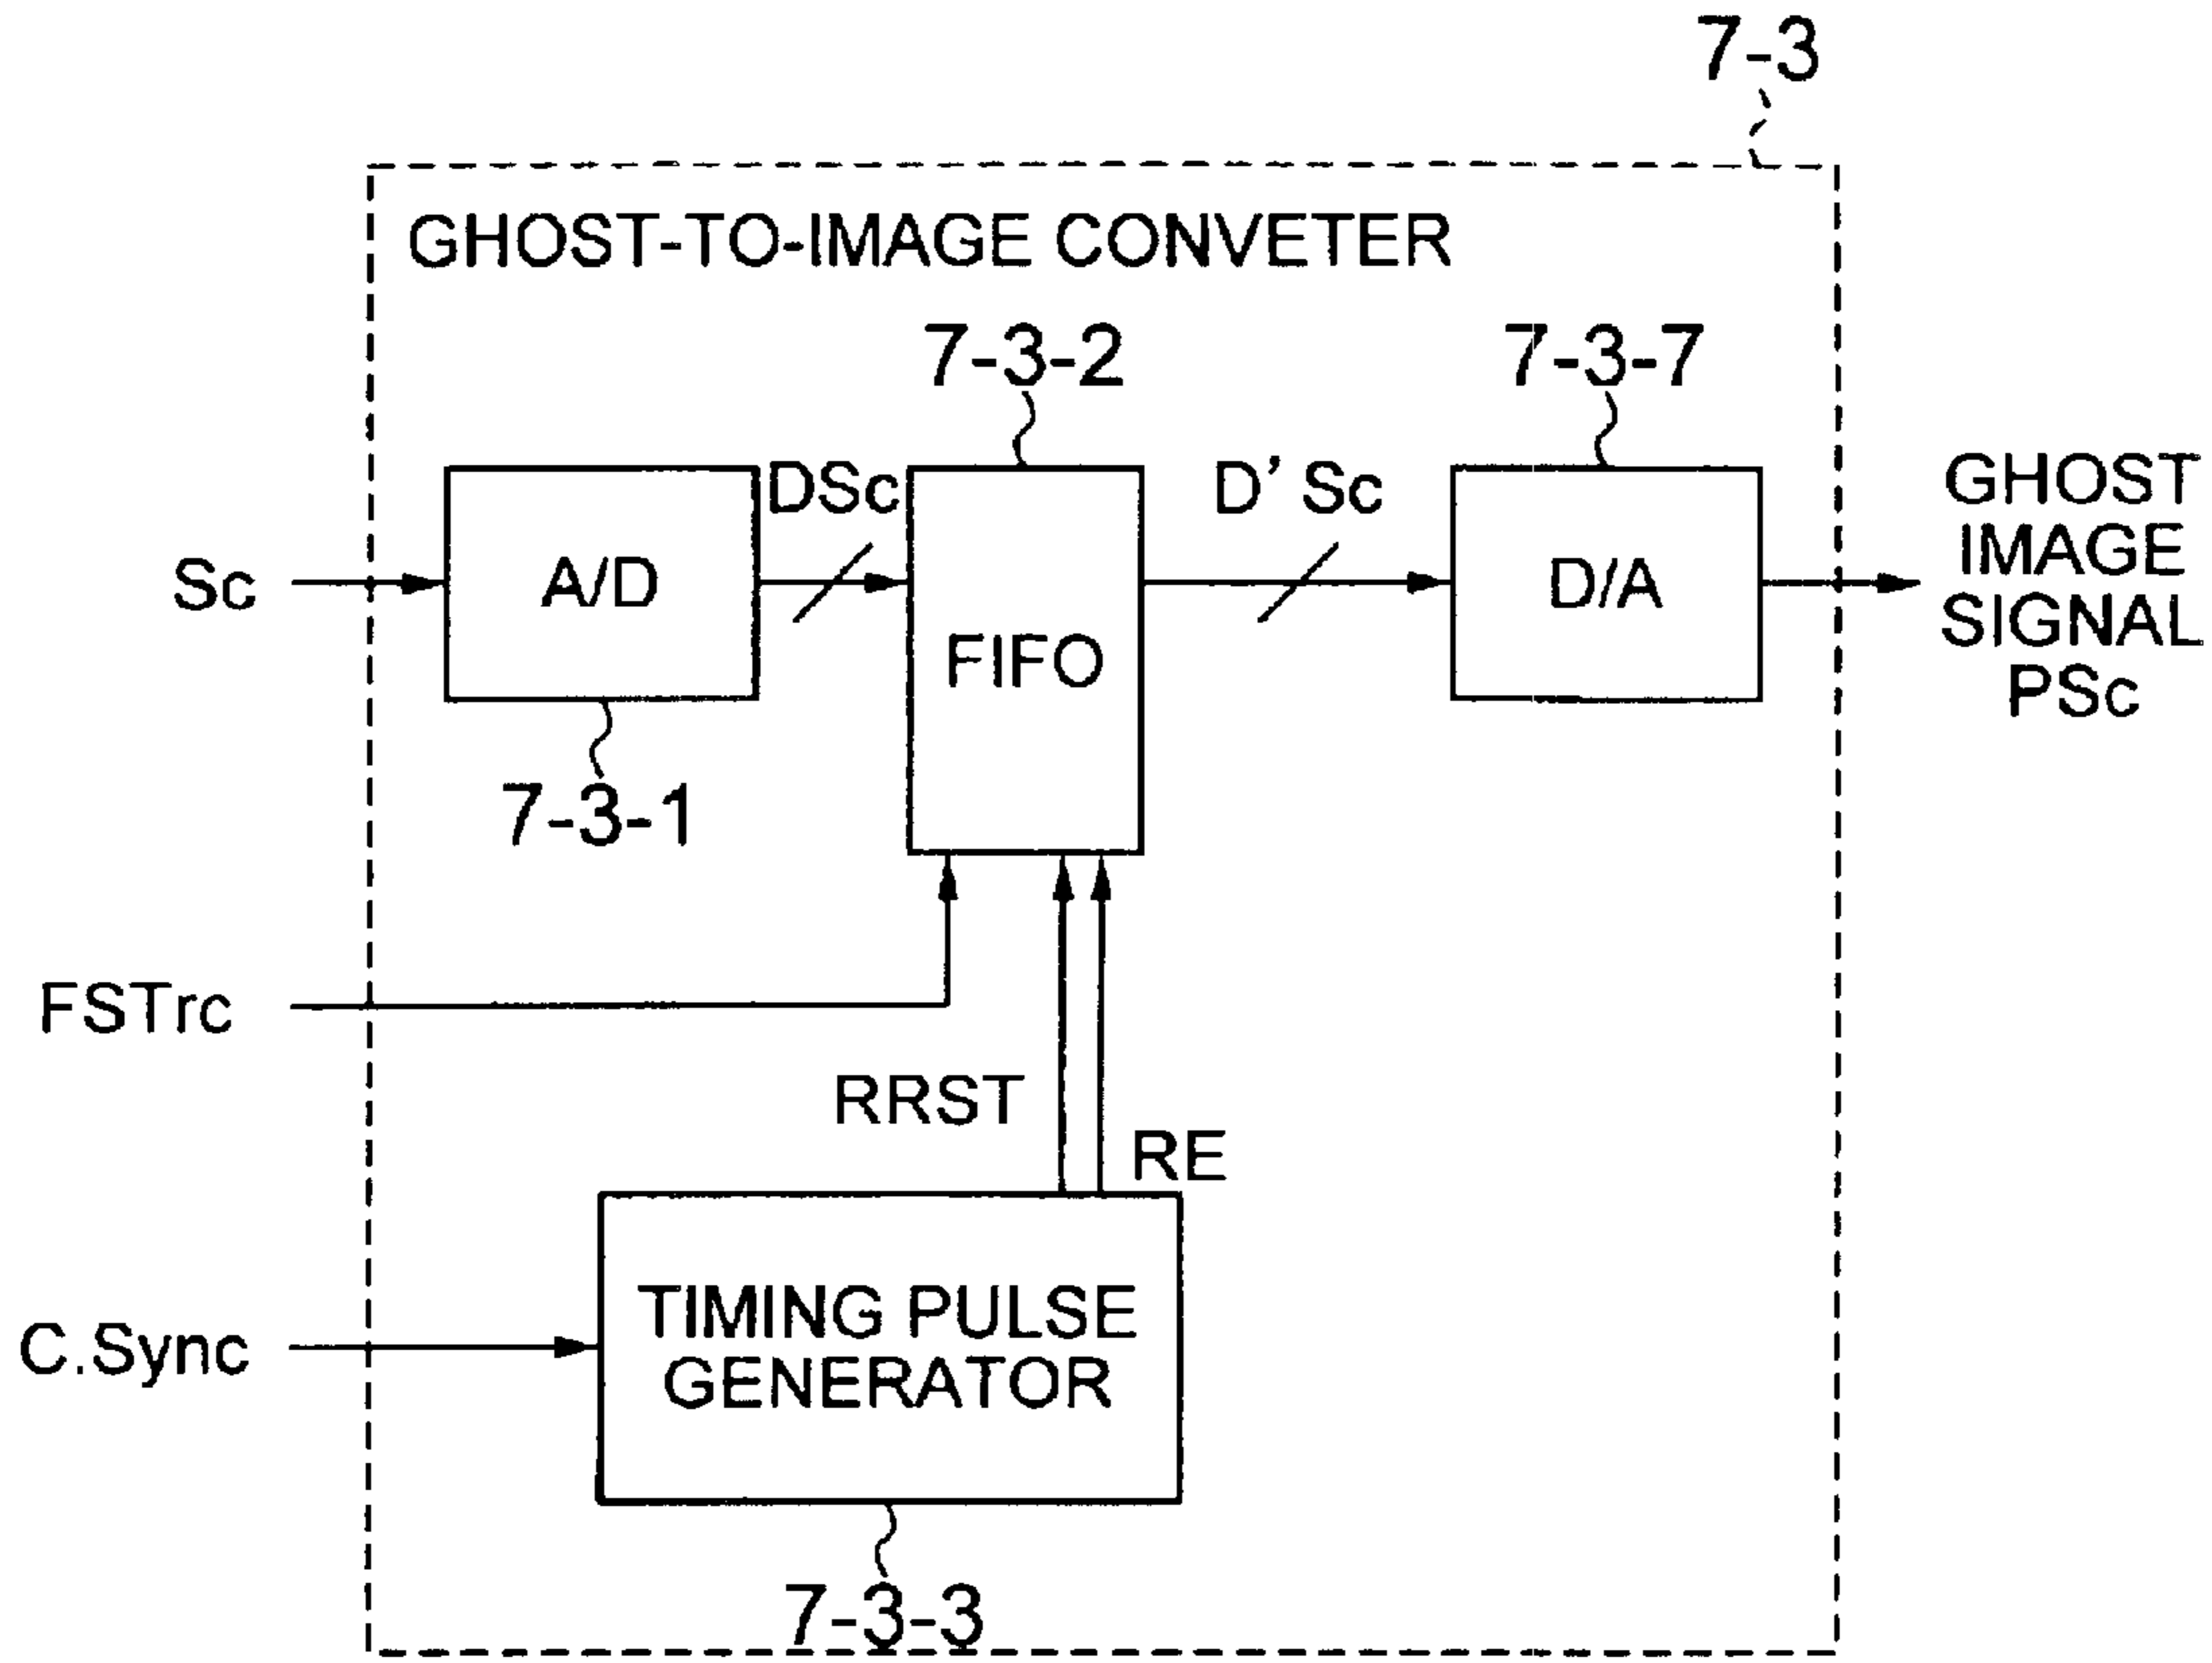 7-3
GHOST-TO-IMAGE CONVETER
7-3-2
7-3-7
DSc
D' Sc
GHOST
IMAGE
SIGNAL
PSc
Sc
A/D
FIFO
D/A
7-3-1
FSTrc
RRST
RE
C.Sync
TIMING PULSE
GENERATOR
7-3-3